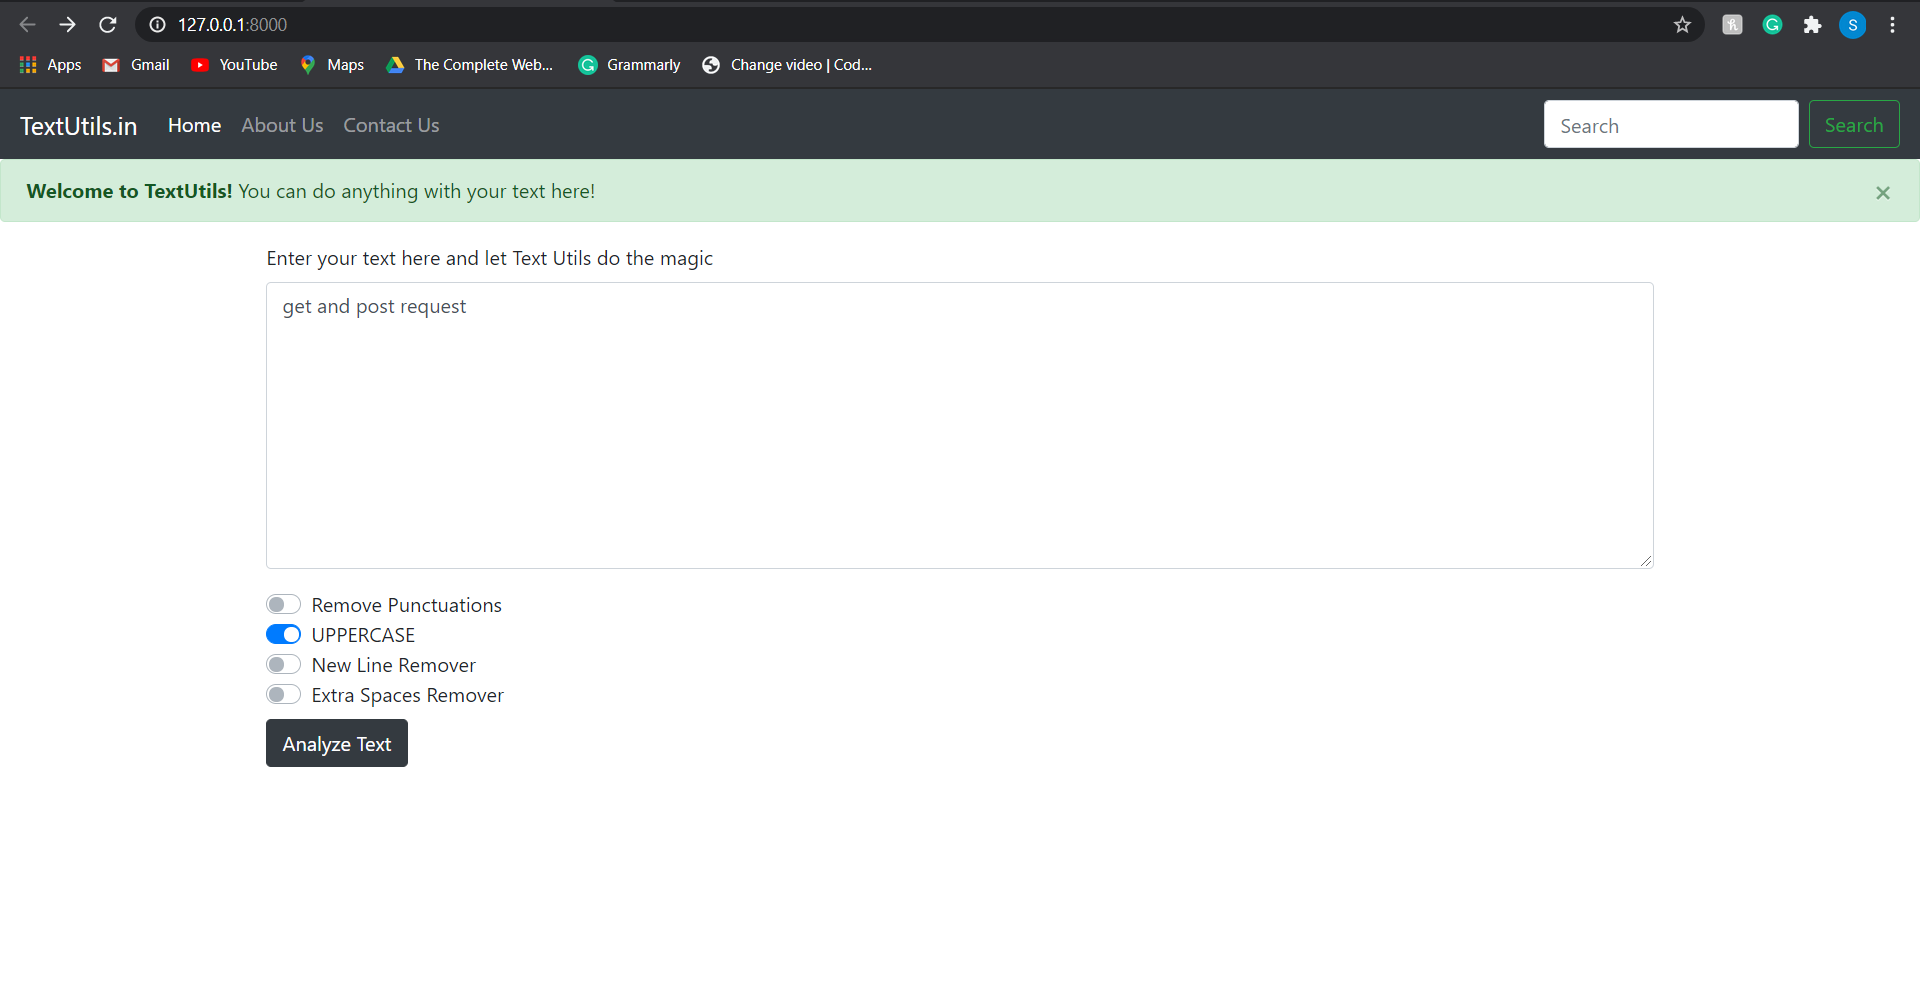 127.0.0.1:8000
S
Apps Gmail YouTube Maps The Complete Web... Grammarly Change video | Cod...
TextUtils.in Home About Us Contact Us Search Search
Welcome to TextUtils! You can do anything with your text here! ×
Enter your text here and let Text Utils do the magic
get and post request
Remove Punctuations
UPPERCASE
New Line Remover
Extra Spaces Remover
Analyze Text